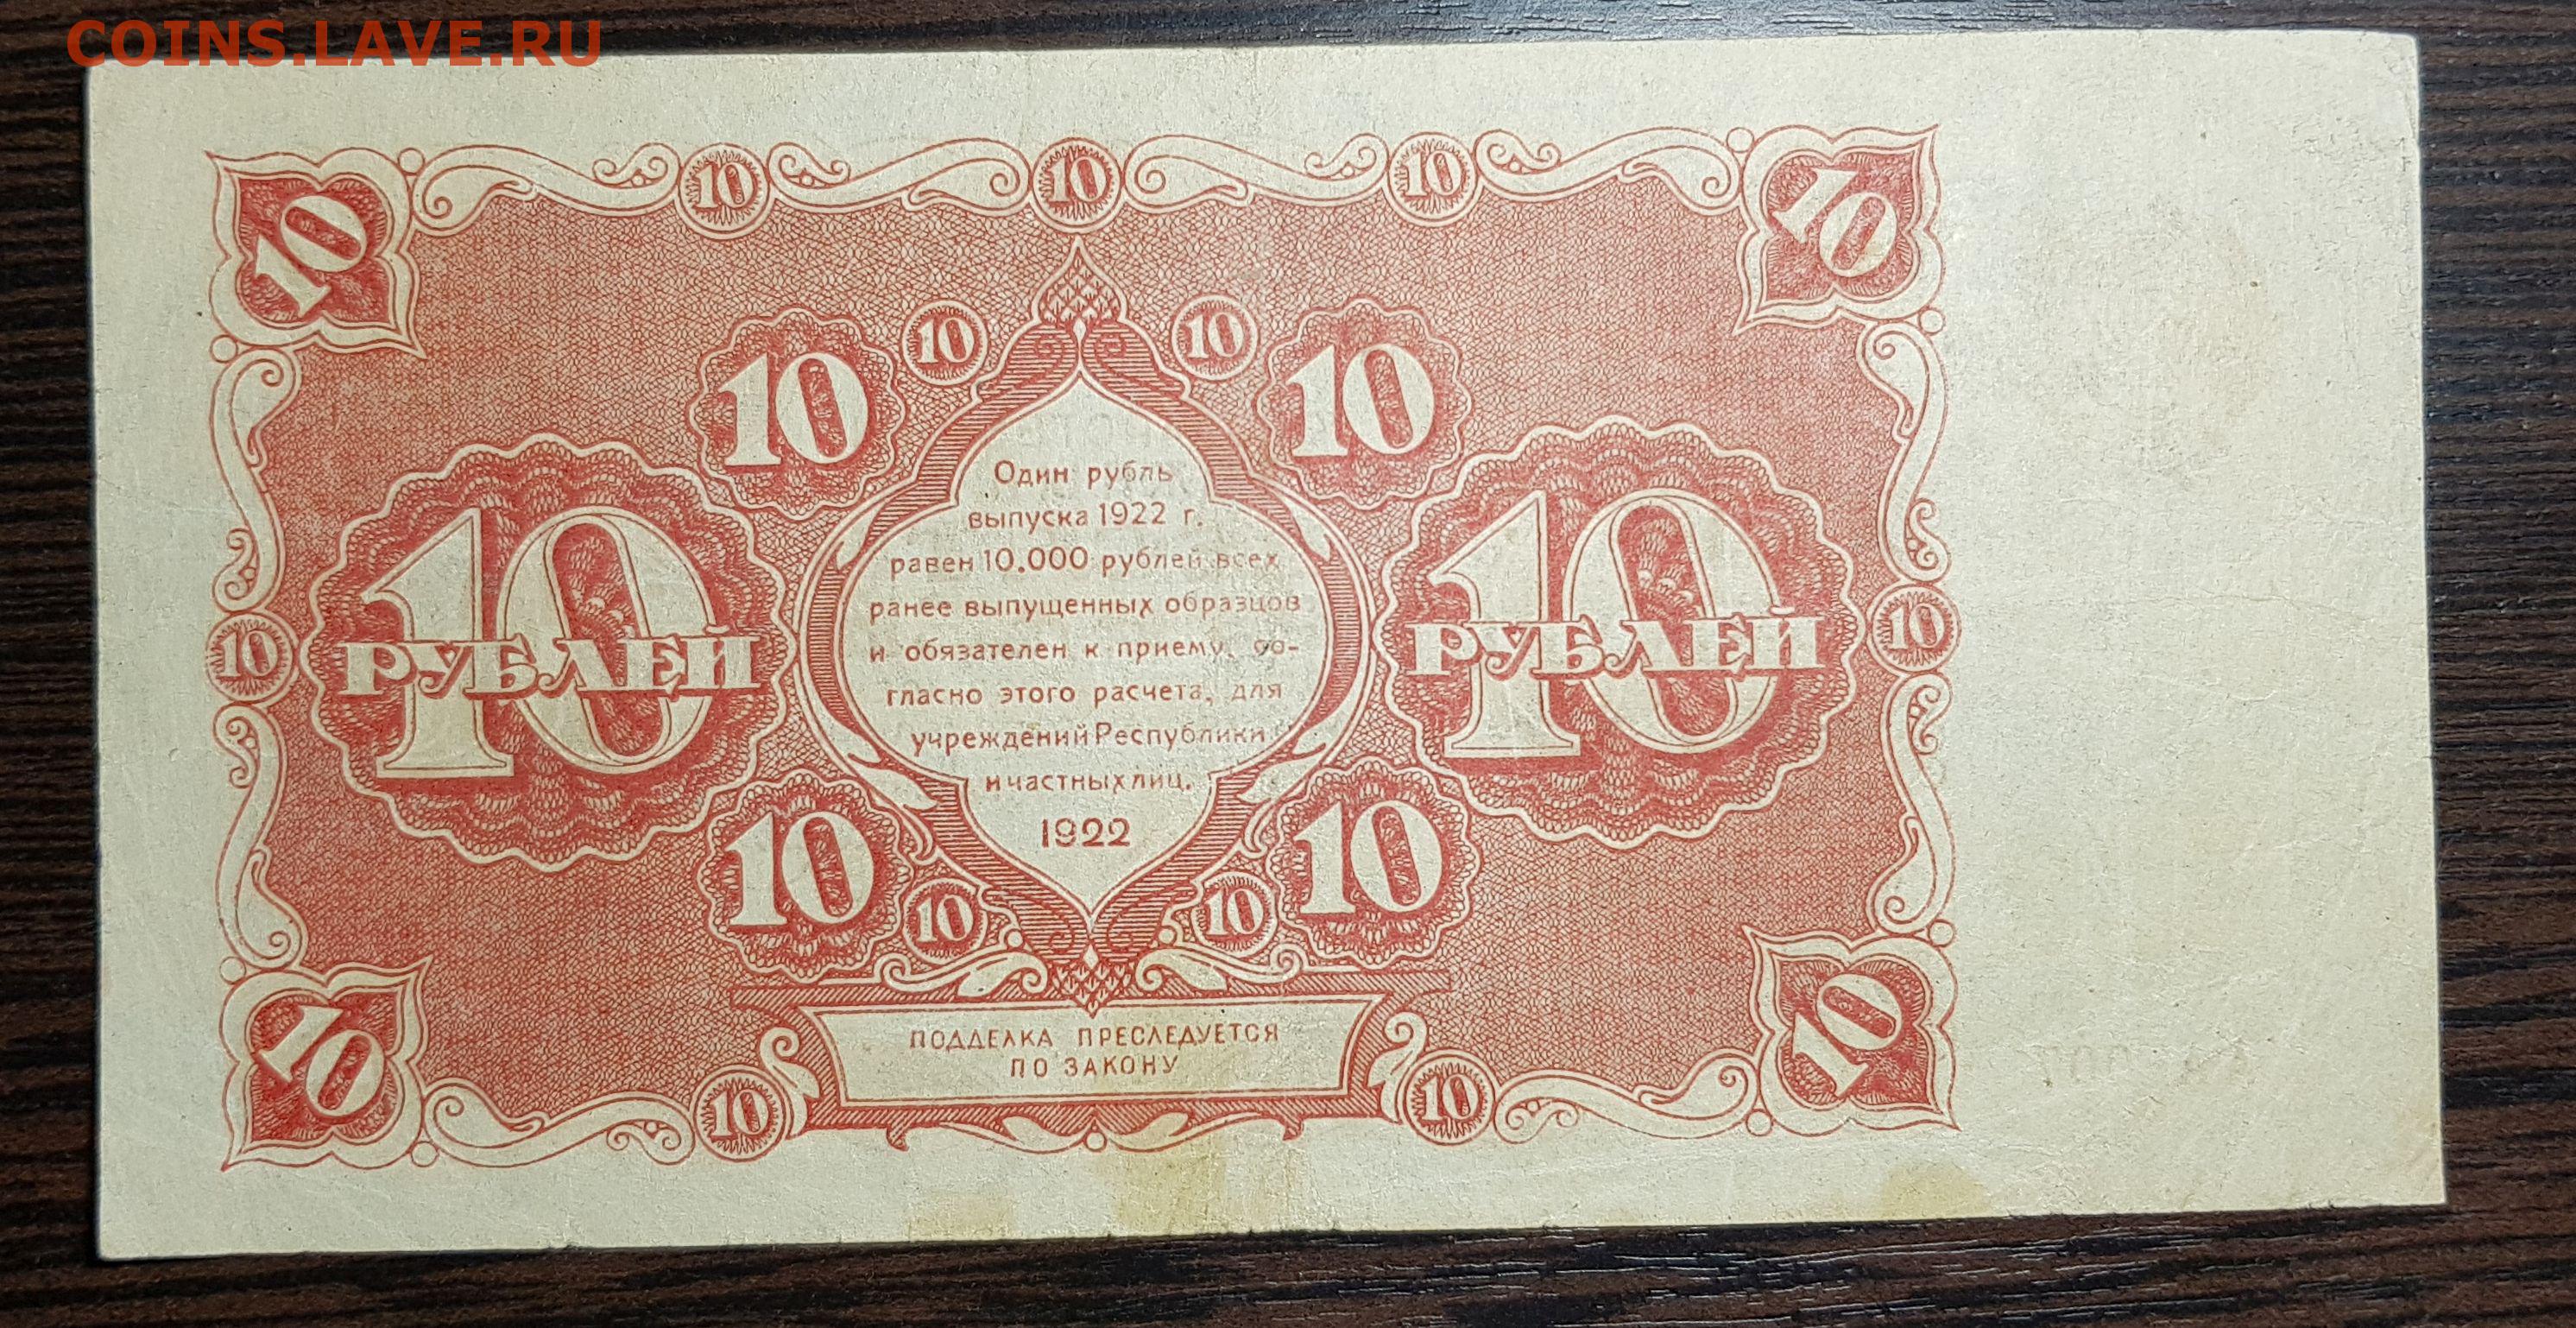 COINS.LAVE.RU
10 10 10 10 10
10 10 10 10
Один рубль
выпуска 1922 г.
равен 10.000 рублей всех
ранее выпущенных образцов
и обязателен к приему, со-
гласно этого расчета, для
учреждений Республики
и частных лиц.
1922
10 10 РУБЛЕЙ
10 РУБЛЕЙ 10
10 10 10 10
ПОДДЕЛКА ПРЕСЛЕДУЕТСЯ
ПО ЗАКОНУ
10 10 10 10